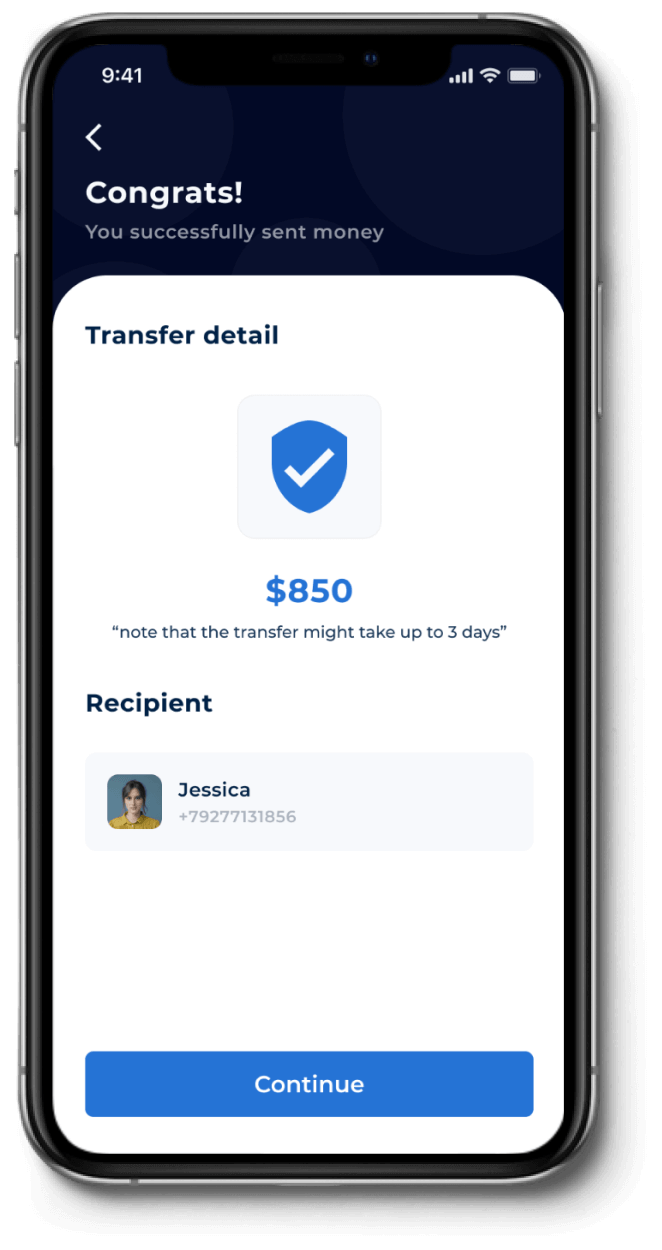 9:41
Congrats!
You successfully sent money
Transfer detail
$850
“note that the transfer might take up to 3 days”
Recipient
Jessica
+79277131856
Continue